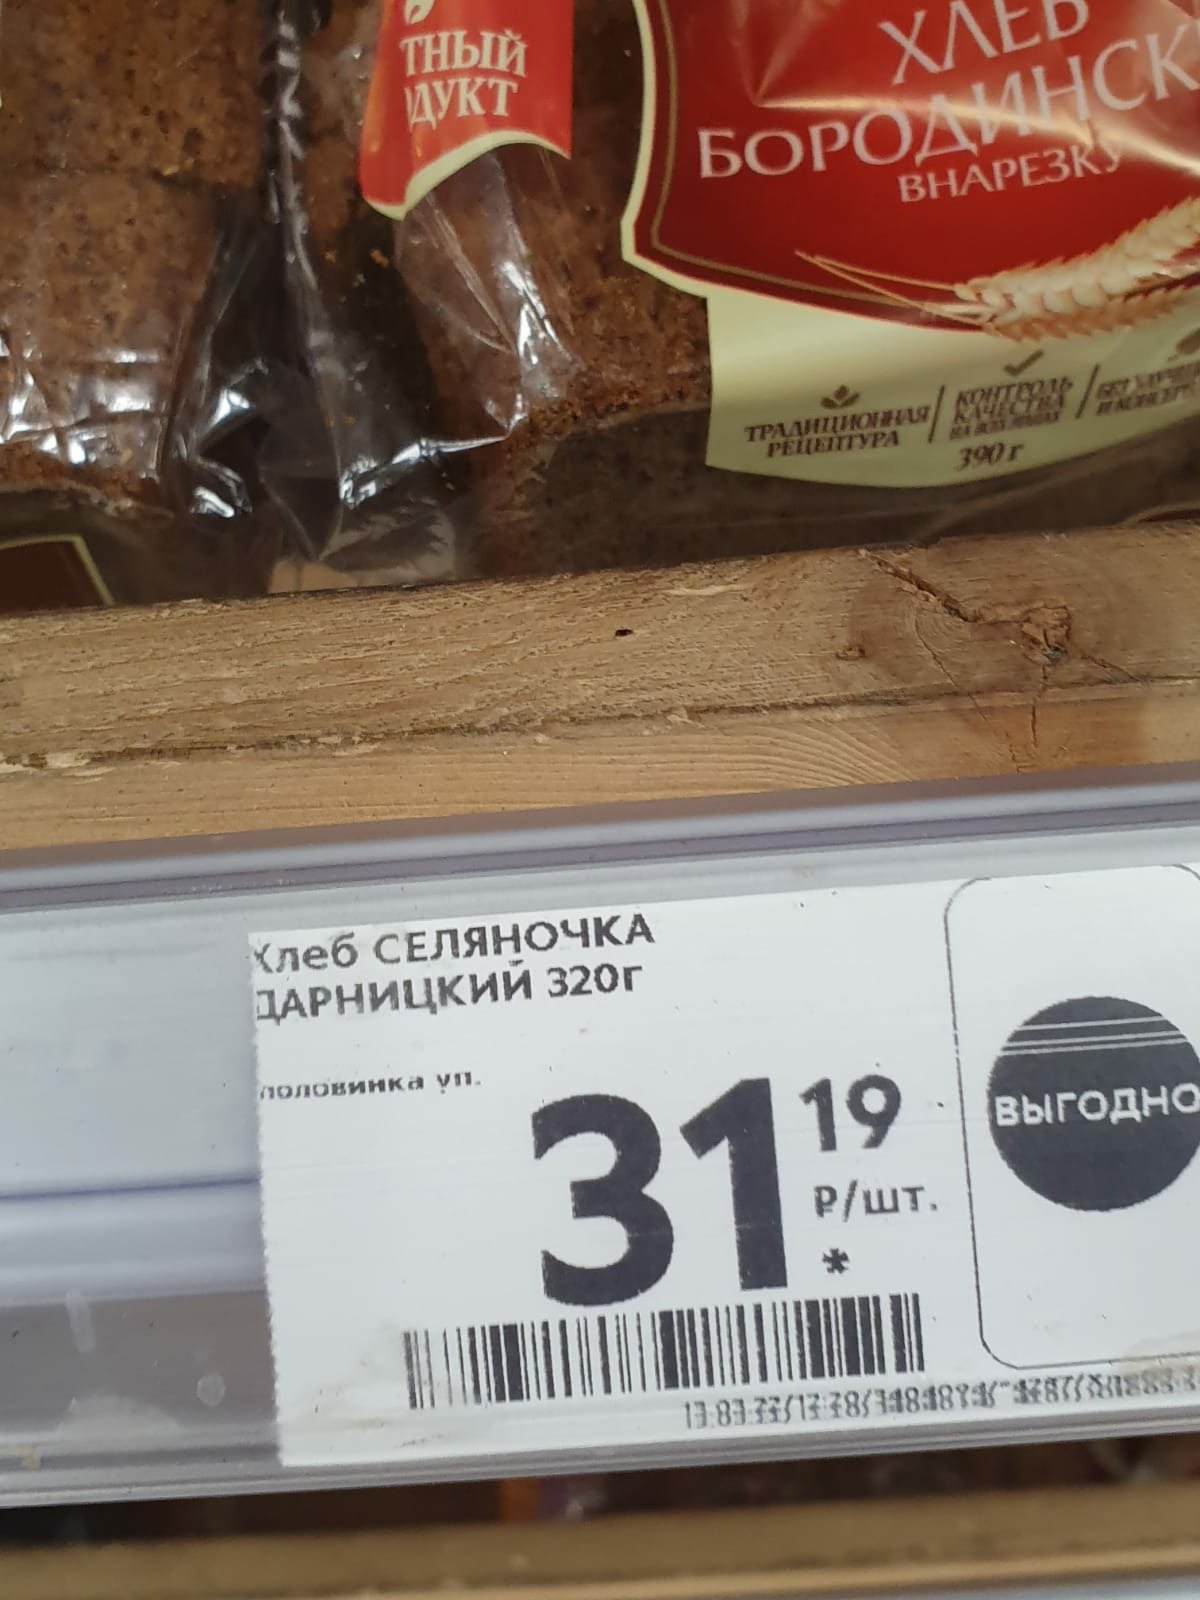 ТНЫЙ
ДУКТ
ХЛЕБ
БОРОДИНСК
ВНАРЕЗКУ
ТРАДИЦИОННАЯ
РЕЦЕПТУРА
КОНТРОЛЬ
КАЧЕСТВА
390 г
Хлеб СЕЛЯНОЧКА
ДАРНИЦКИЙ 320г
половинка уп.
31 19
₽/шт.
*
ВЫГОДНО